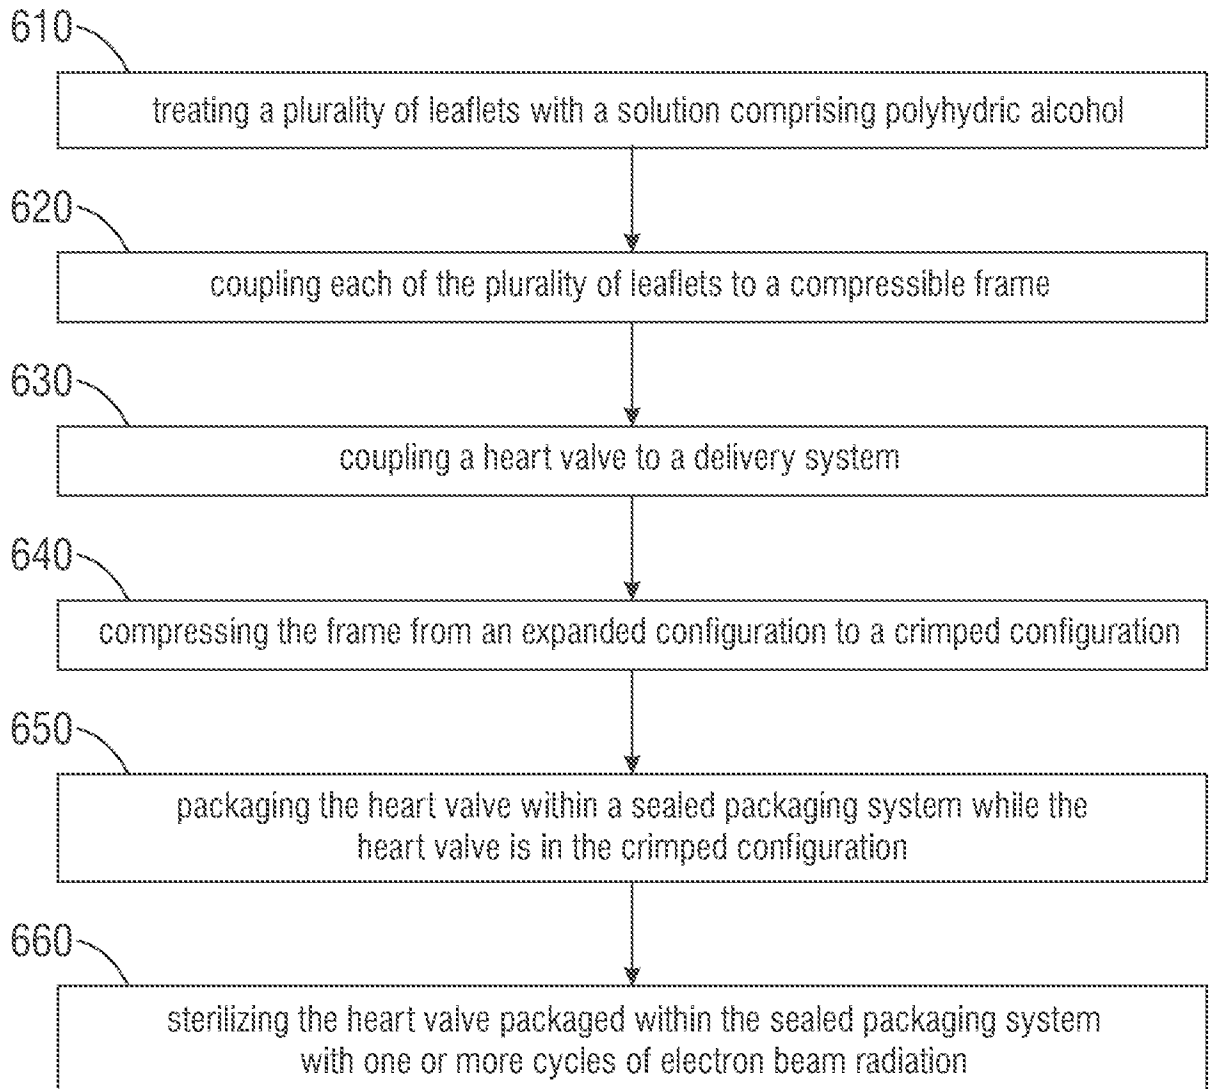 610
treating a plurality of leaflets with a solution comprising polyhydric alcohol
620
coupling each of the plurality of leaflets to a compressible frame
630
coupling a heart valve to a delivery system
640
compressing the frame from an expanded configuration to a crimped configuration
650
packaging the heart valve within a sealed packaging system while the
heart valve is in the crimped configuration
660
sterilizing the heart valve packaged within the sealed packaging system
with one or more cycles of electron beam radiation